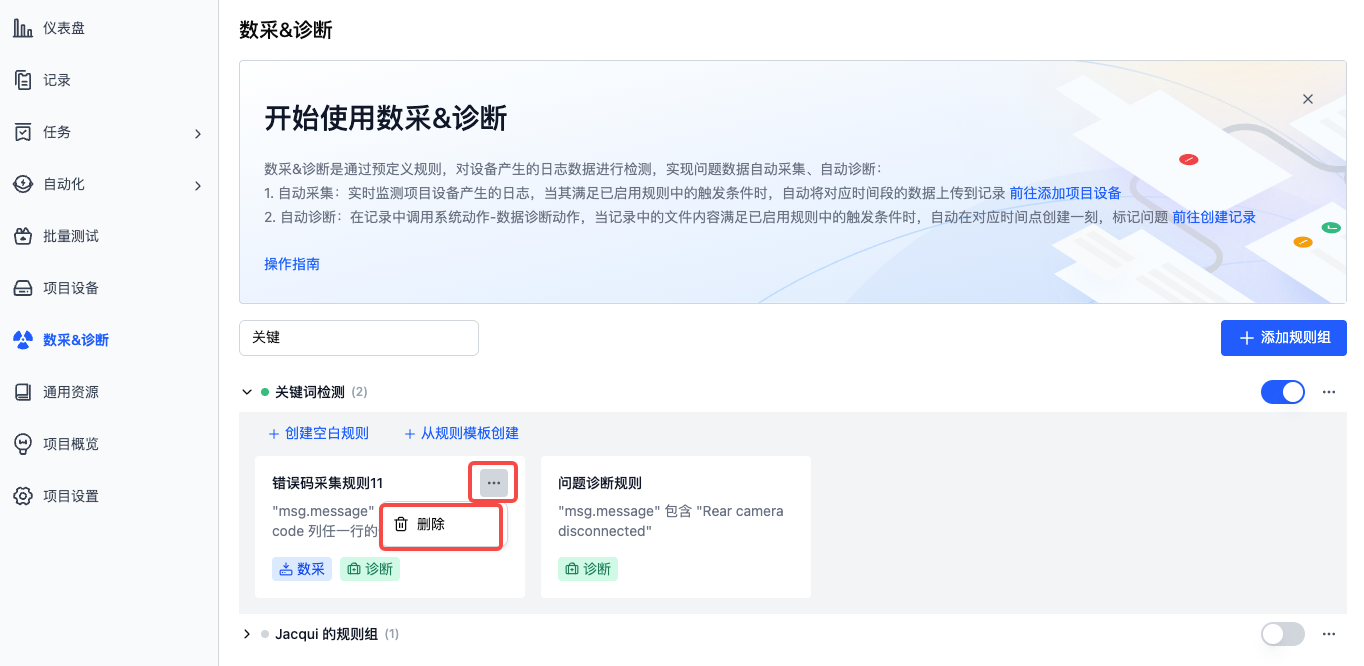 仪表盘
记录
任务
自动化
批量测试
项目设备
数采&诊断
通用资源
项目概览
项目设置
数采&诊断
开始使用数采&诊断
数采&诊断是通过预定义规则，对设备产生的日志数据进行检测，实现问题数据自动采集、自动诊断：
1. 自动采集：实时监测项目设备产生的日志，当其满足已启用规则中的触发条件时，自动将对应时间段的数据上传到记录 前往添加项目设备
2. 自动诊断：在记录中调用系统动作-数据诊断动作，当记录中的文件内容满足已启用规则中的触发条件时，自动在对应时间点创建一刻，标记问题 前往创建记录
操作指南
关键
添加规则组
关键词检测 (2)
创建空白规则 从规则模板创建
错误码采集规则11
"msg.message"
code 列任一行的
删除
数采 诊断
问题诊断规则
"msg.message" 包含 "Rear camera
disconnected"
诊断
Jacqui 的规则组 (1)